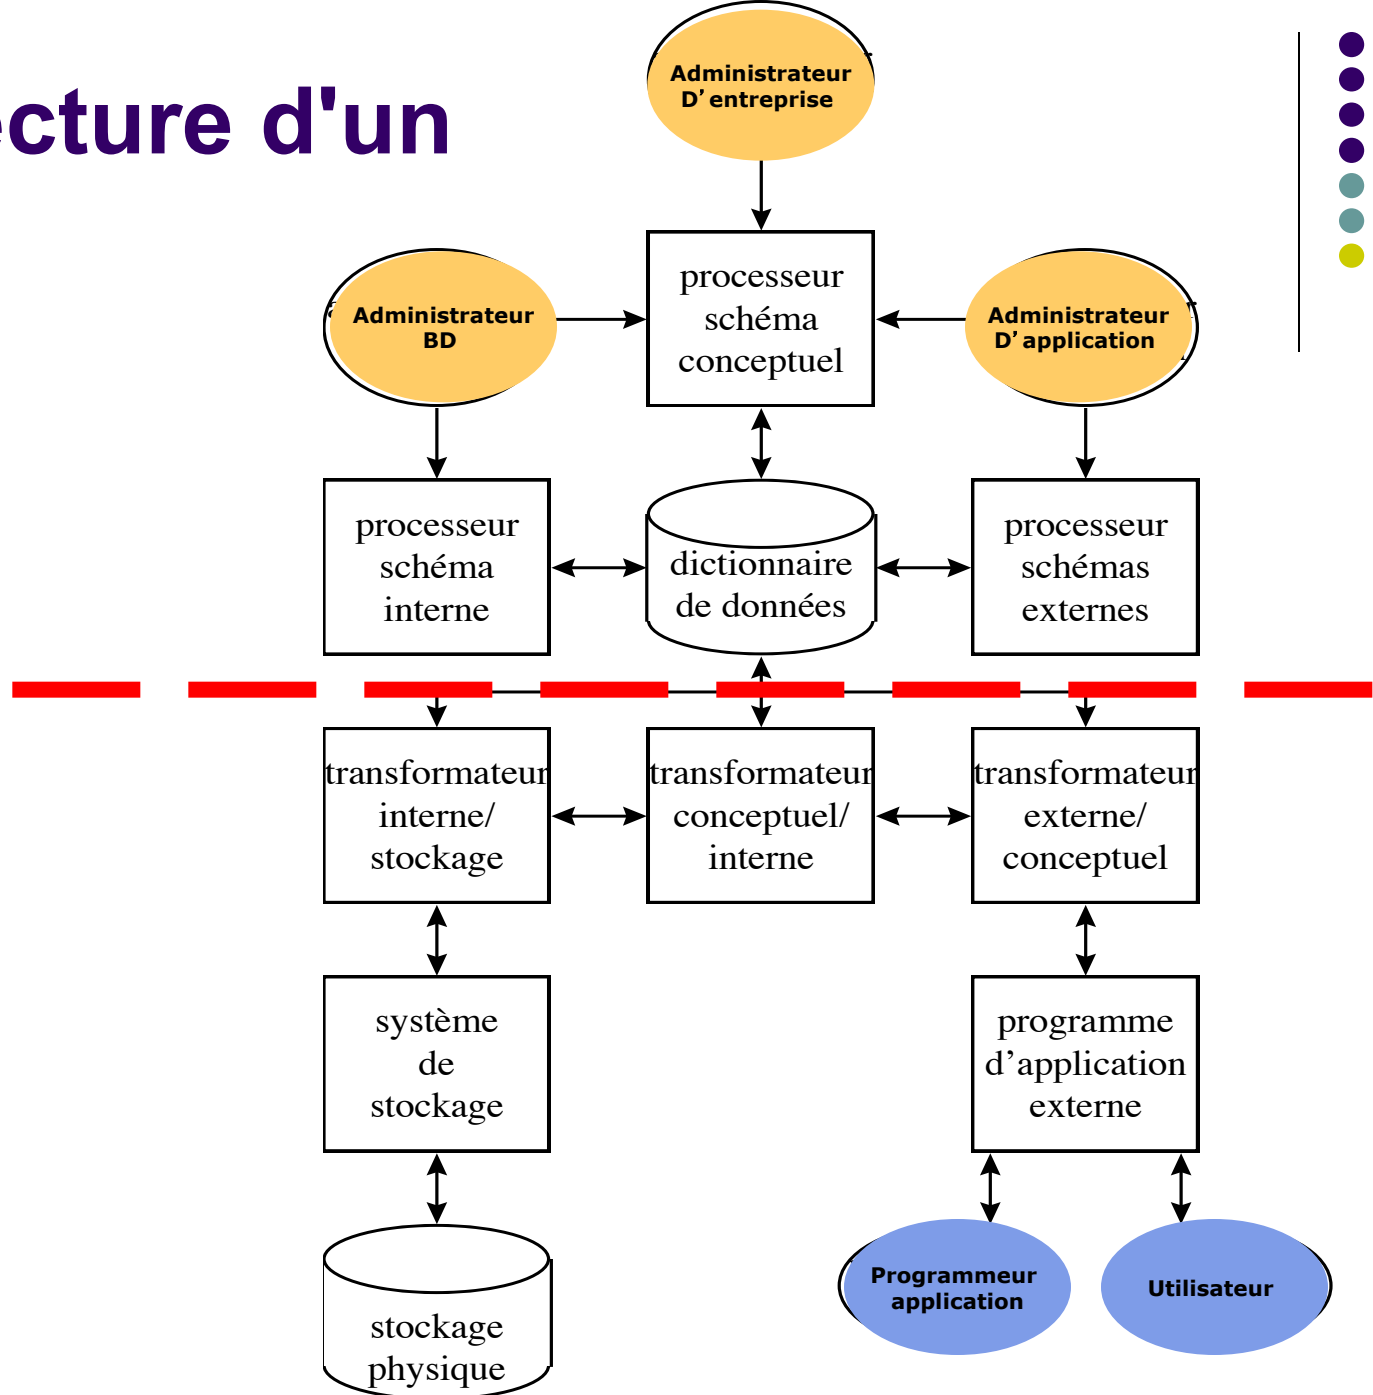 ecture d'un
Administrateur
D’entreprise
processeur
schéma
conceptuel
Administrateur
BD
Administrateur
D’application
processeur
schéma
interne
dictionnaire
de données
processeur
schémas
externes
transformateur
interne/
stockage
transformateur
conceptuel/
interne
transformateur
externe/
conceptuel
système
de
stockage
programme
d’application
externe
stockage
physique
Programmeur
application
Utilisateur